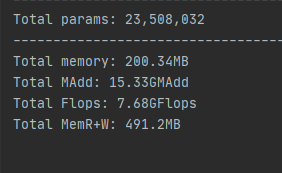 Total params: 23,508,032
----------------------------------
Total memory: 200.34MB
Total MAdd: 15.33GMAdd
Total Flops: 7.68GFlops
Total MemR+W: 491.2MB